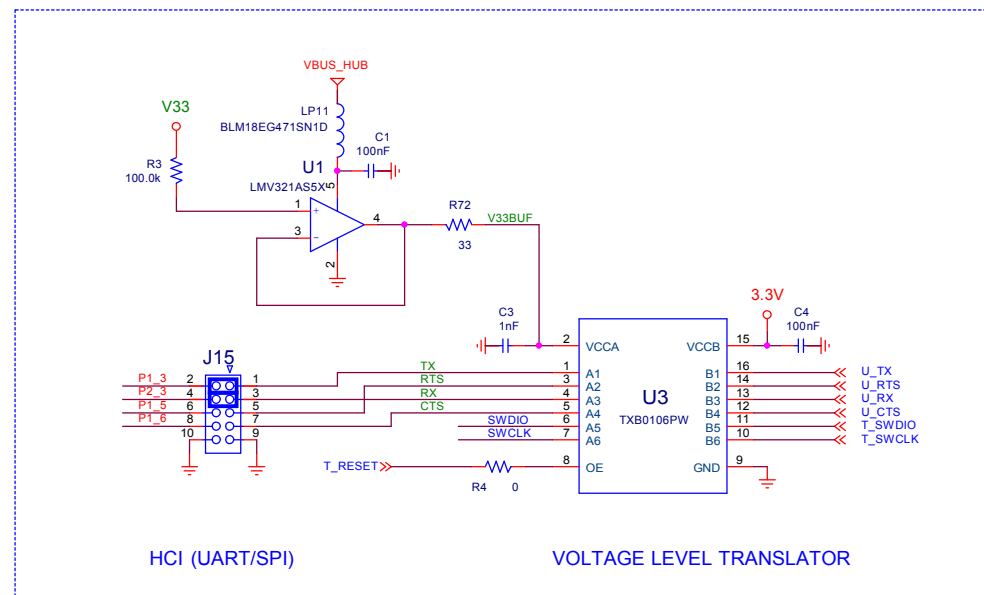 VBUS_HUB
V33
LP11
BLM18EG471SN1D
C1
100nF
R3
100.0k
U1
LMV321AS5X
5
1
+
4
3
-
2
R72
33
V33BUF
3.3V
C3
1nF
C4
100nF
2 VCCA VCCB 15
J15
P1_3 2 1 TX 1 A1 B1 16 U_TX
P2_3 4 3 RTS 3 A2 B2 14 U_RTS
P1_5 6 5 RX 4 A3 B3 13 U_RX
P1_6 8 7 CTS 5 A4 B4 12 U_CTS
10 9 SWDIO 6 A5 B5 11 T_SWDIO
SWCLK 7 A6 B6 10 T_SWCLK
U3
TXB0106PW
T_RESET 8 OE GND 9
R4 0
HCI (UART/SPI)
VOLTAGE LEVEL TRANSLATOR